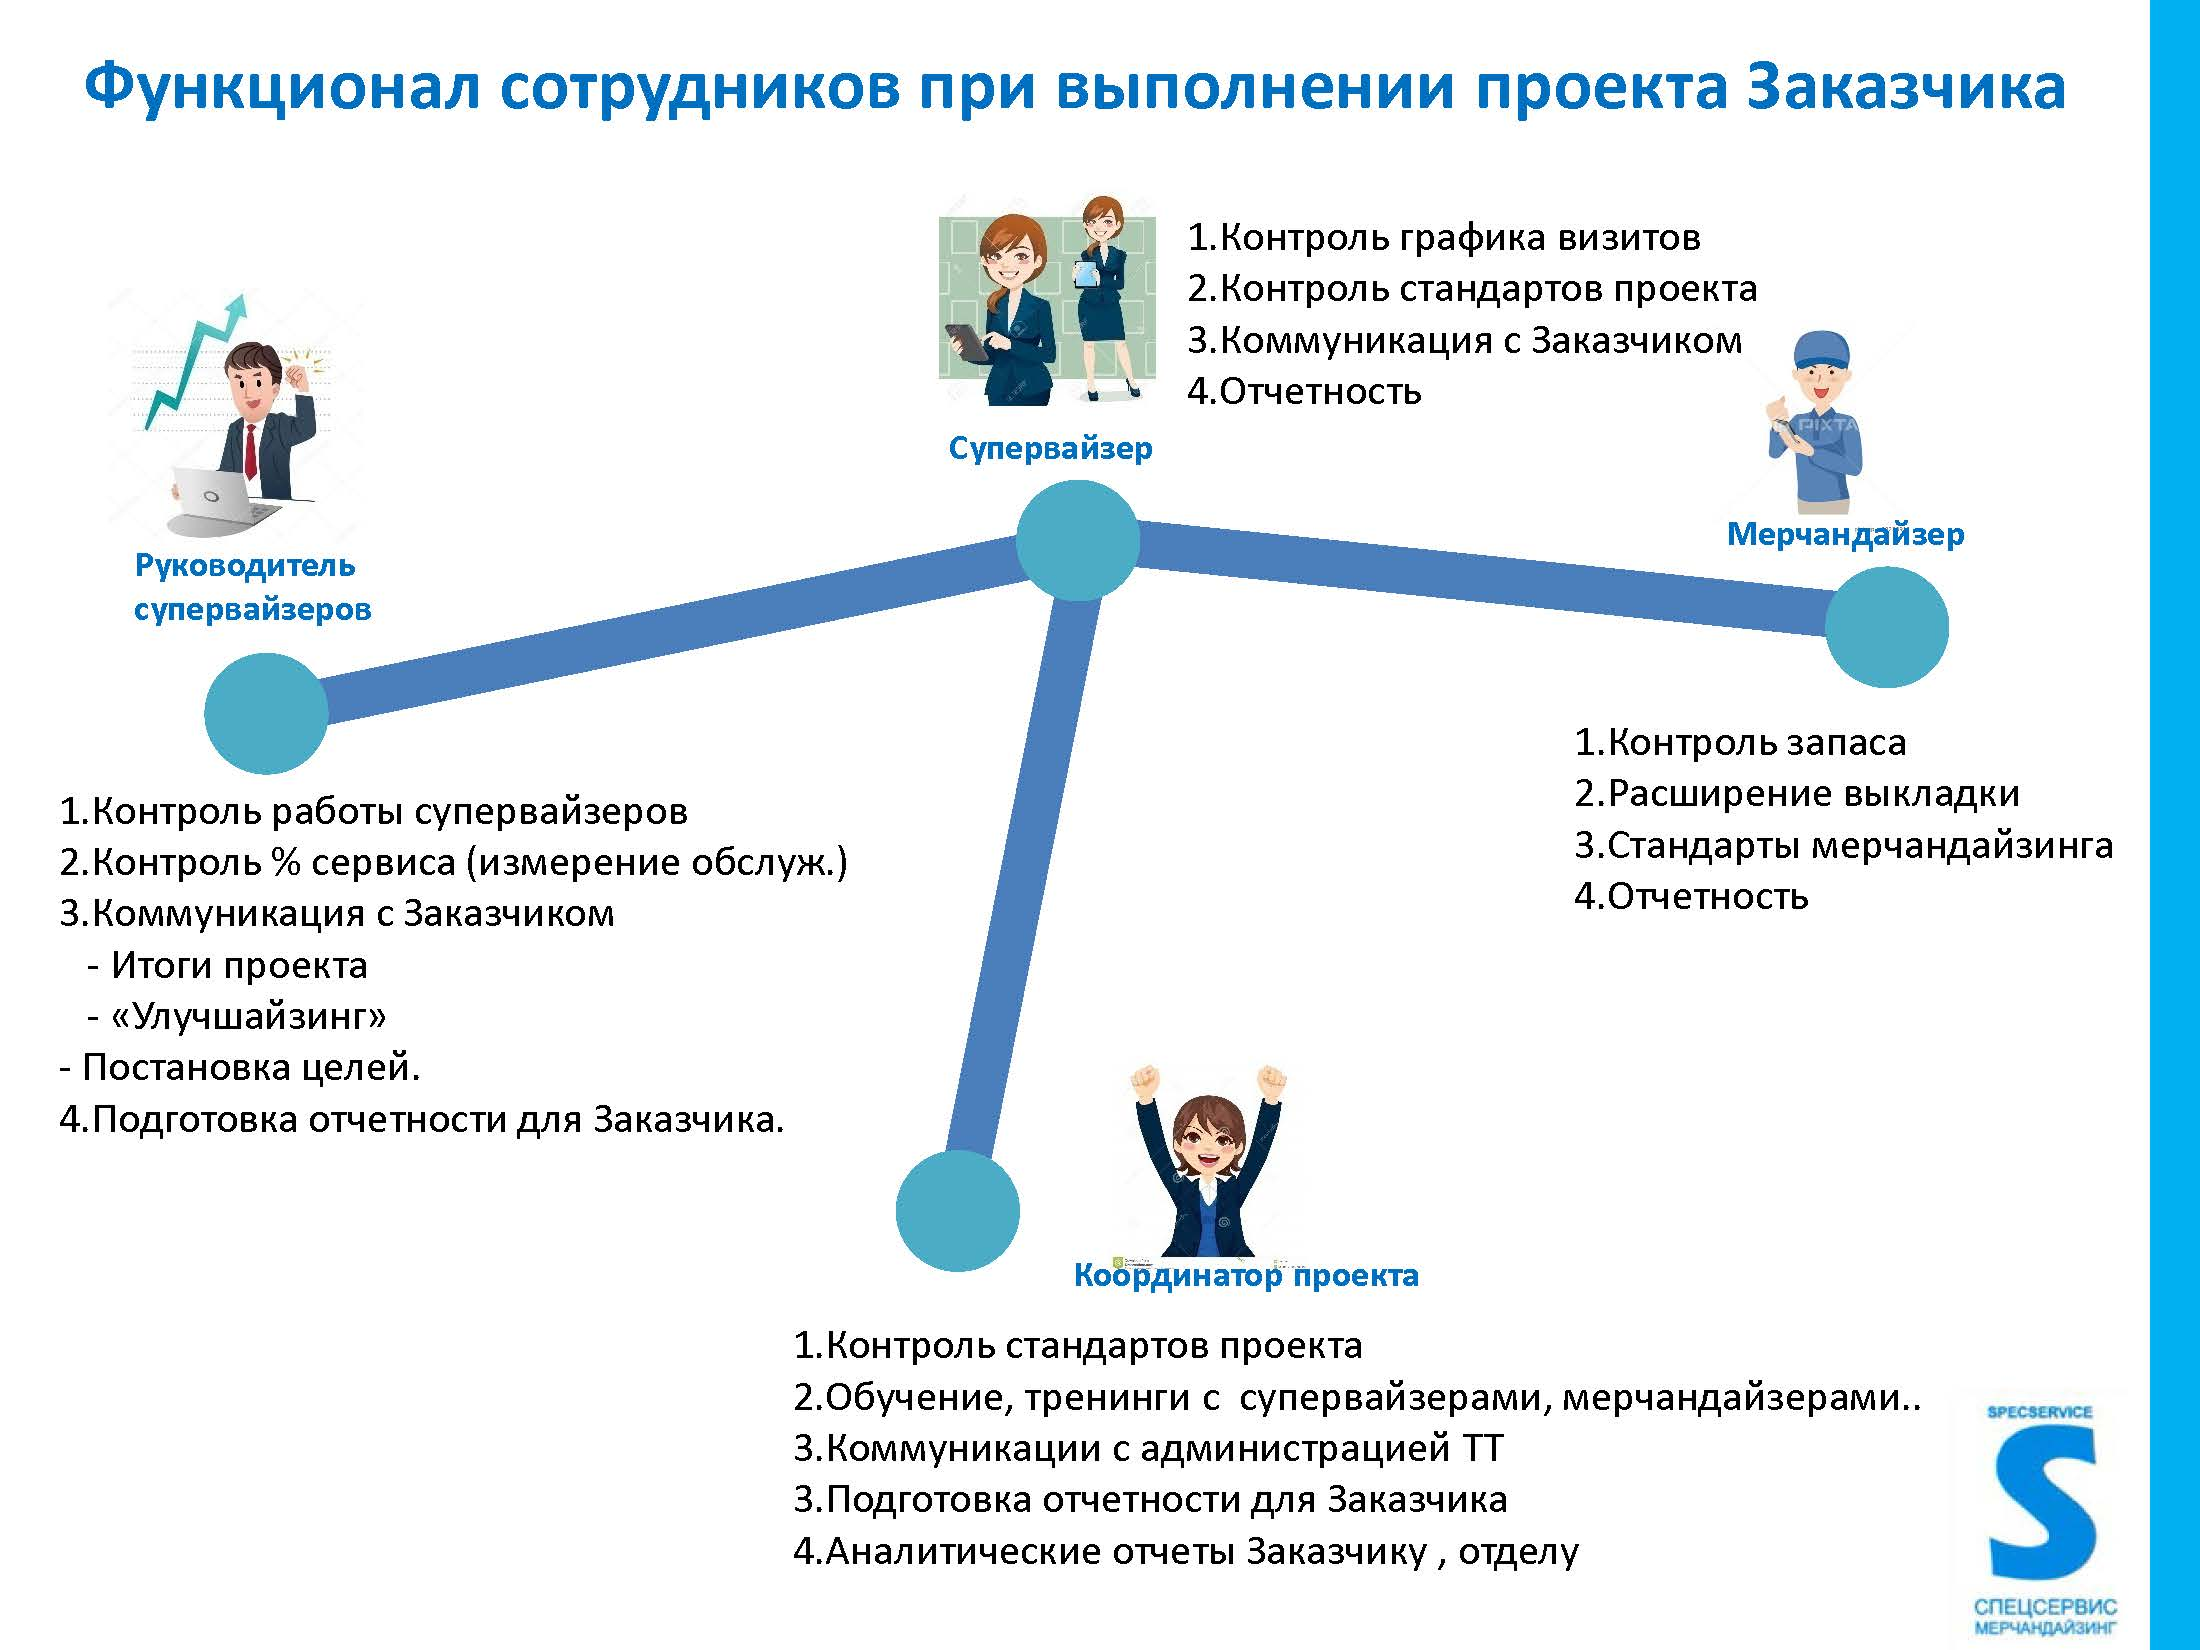 Функционал сотрудников при выполнении проекта Заказчика
1.Контроль графика визитов
2.Контроль стандартов проекта
3.Коммуникация с Заказчиком
4.Отчетность
Супервайзер
PIXTA
Мерчандайзер
Руководитель
супервайзеров
1.Контроль запаса
2.Расширение выкладки
3.Стандарты мерчандайзинга
4.Отчетность
1.Контроль работы супервайзеров
2.Контроль % сервиса (измерение обслуж.)
3.Коммуникация с Заказчиком
- Итоги проекта
- «Улучшайзинг»
- Постановка целей.
4.Подготовка отчетности для Заказчика.
Координатор проекта
1.Контроль стандартов проекта
2.Обучение, тренинги с  супервайзерами, мерчандайзерами..
3.Коммуникации с администрацией ТТ
3.Подготовка отчетности для Заказчика
4.Аналитические отчеты Заказчику , отделу
SPECSERVICE
S
СПЕЦСЕРВИС
МЕРЧАНДАЙЗИНГ